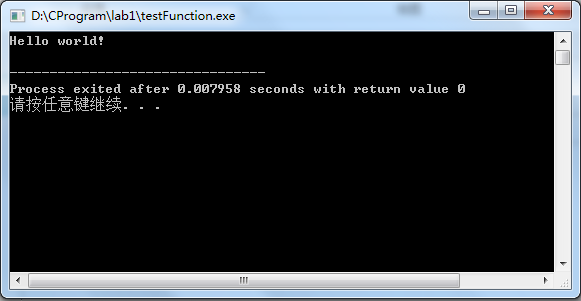 D:\CProgram\lab1\testFunction.exe
Hello world!
--------------------------------
Process exited after 0.007958 seconds with return value 0
请按任意键继续. . .